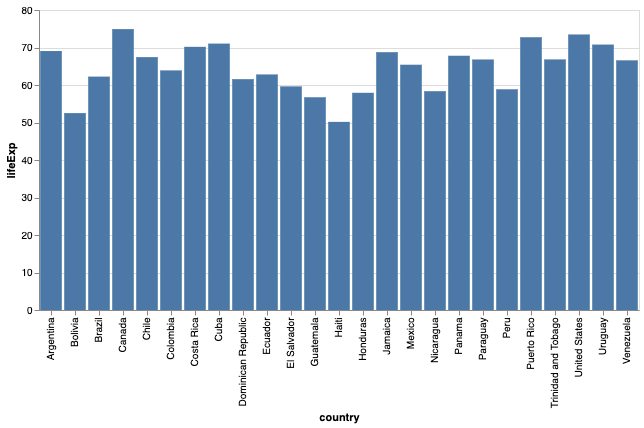 80
70
60
50
40
30
20
10
0
lifeExp
Argentina
Bolivia
Brazil
Canada
Chile
Colombia
Costa Rica
Cuba
Dominican Republic
Ecuador
El Salvador
Guatemala
Haiti
Honduras
Jamaica
Mexico
Nicaragua
Panama
Paraguay
Peru
Puerto Rico
Trinidad and Tobago
United States
Uruguay
Venezuela
country